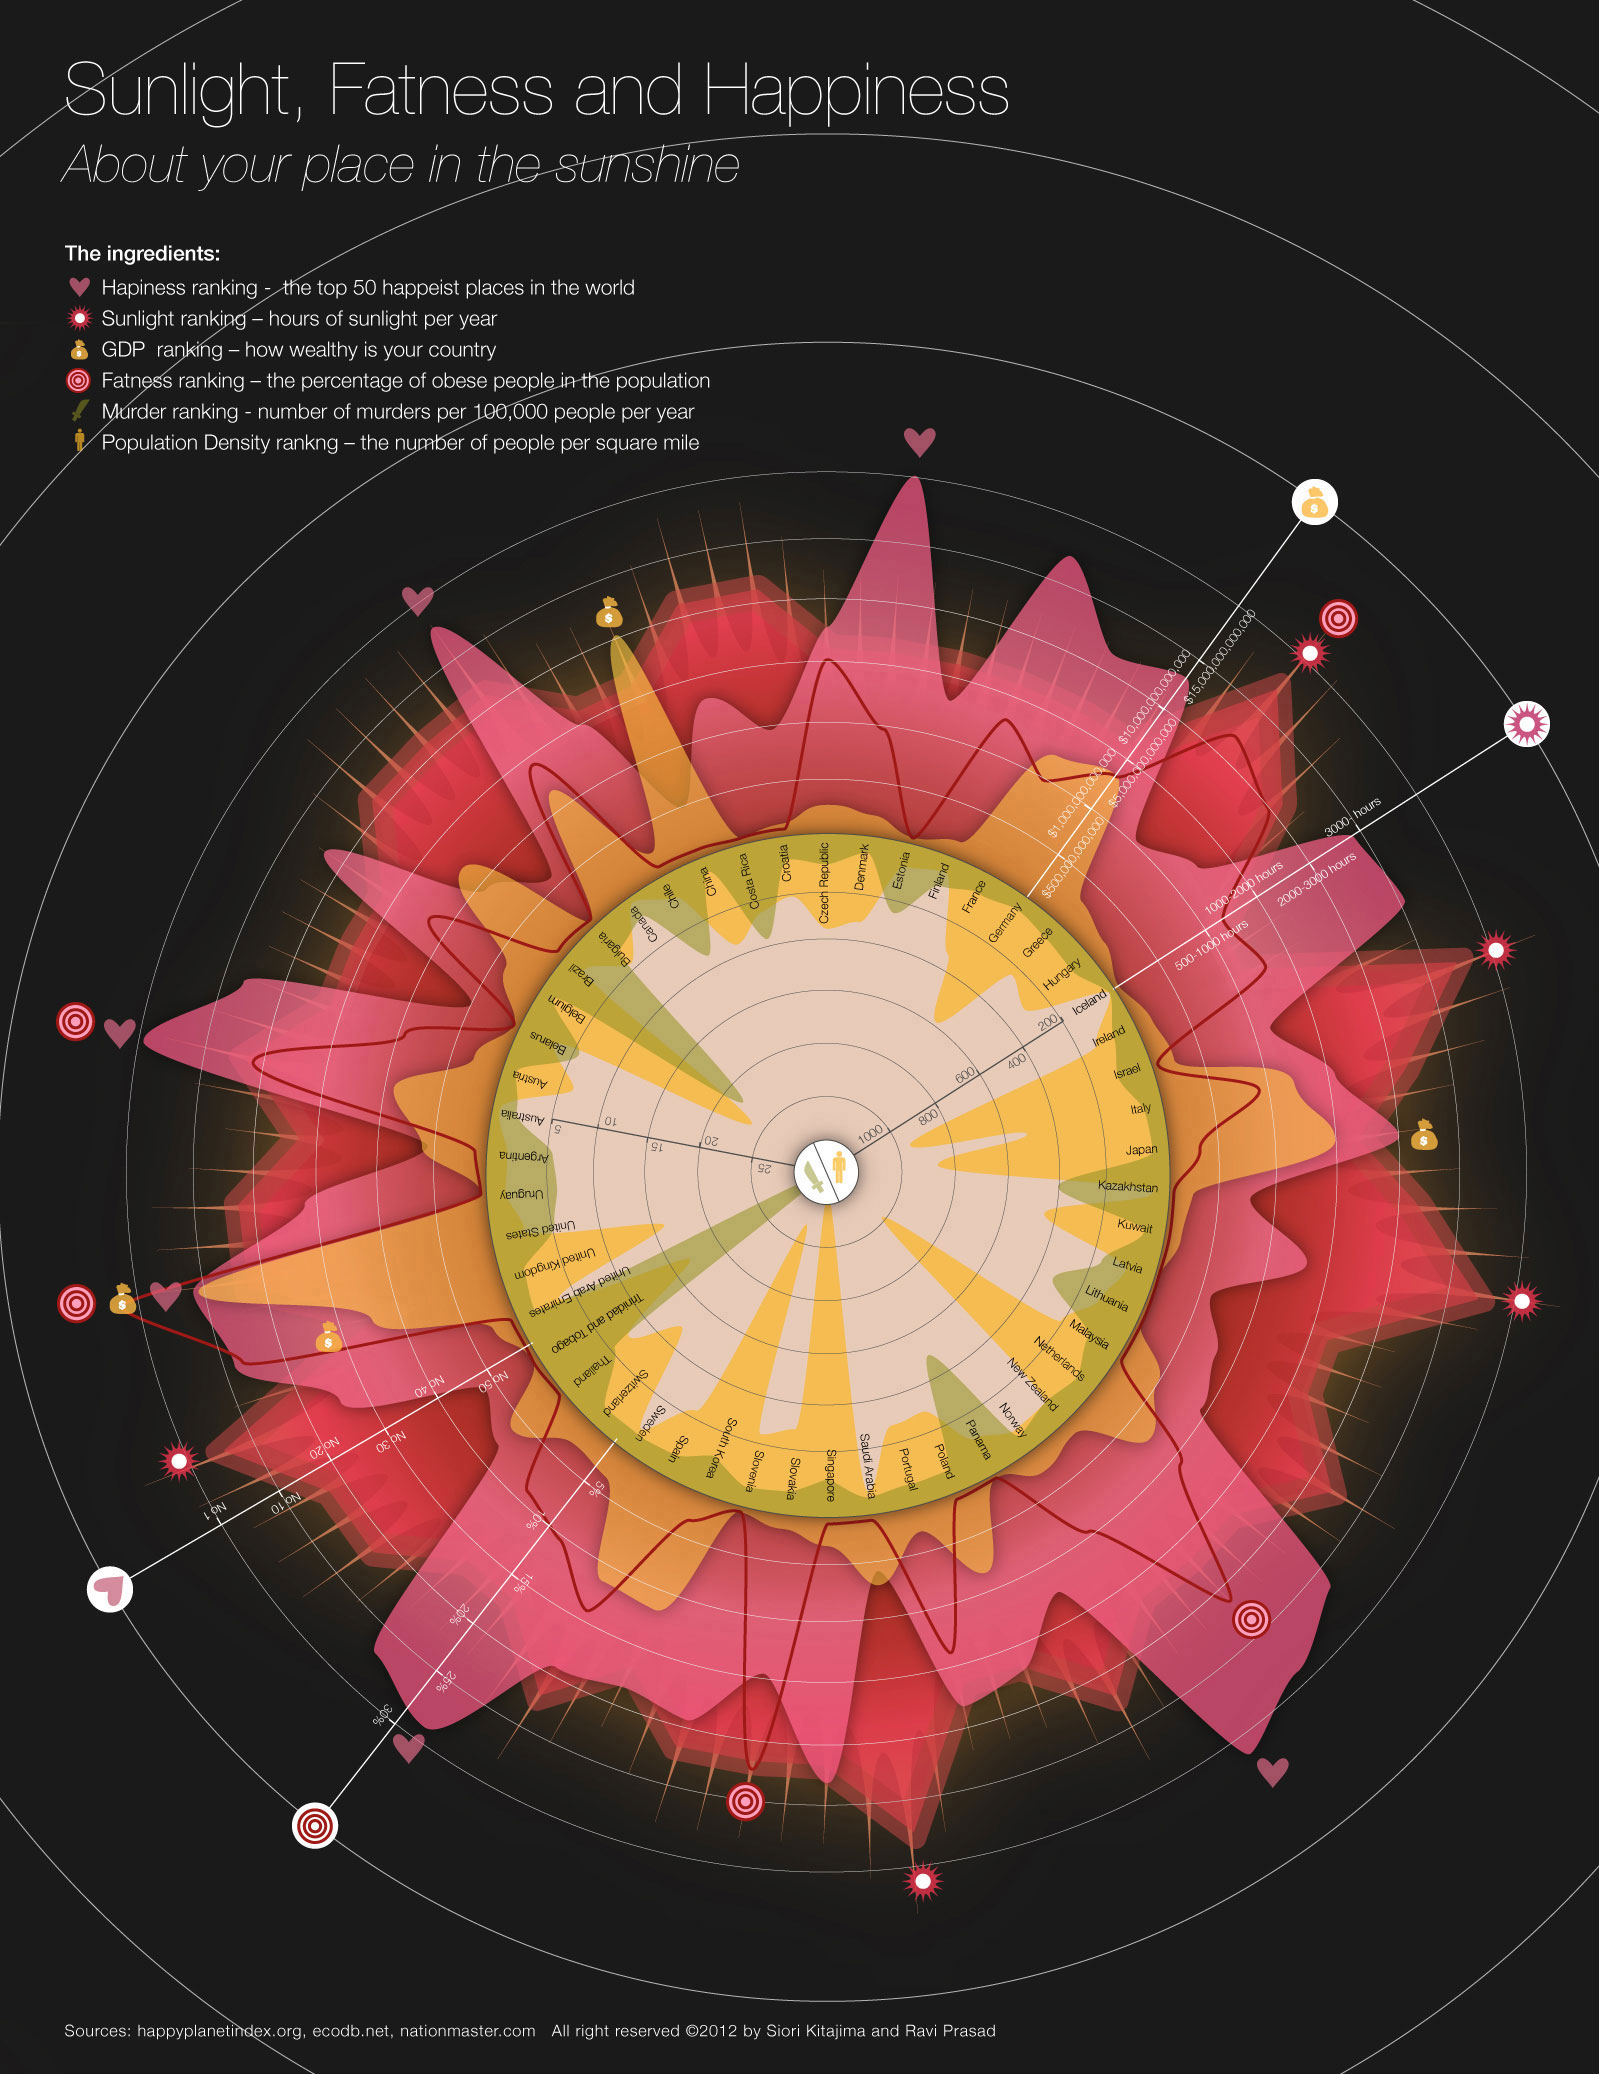 Sunlight, Fatness and Happiness
About your place in the sunshine
The ingredients:
Hapiness ranking - the top 50 happeist places in the world
Sunlight ranking – hours of sunlight per year
GDP ranking – how wealthy is your country
Fatness ranking – the percentage of obese people in the population
Murder ranking - number of murders per 100,000 people per year
Population Density rankng – the number of people per square mile
$500,000,000,000
$1,000,000,000,000
$5,000,000,000,000
$10,000,000,000,000
$15,000,000,000,000
500-1000 hours
1000-2000 hours
2000-3000 hours
3000- hours
Czech Republic
Denmark
Estonia
Finland
France
Germany
Greece
Hungary
Iceland
Ireland
Israel
Italy
Japan
Kazakhstan
Kuwait
Latvia
Lithuania
Malaysia
Netherlands
New Zealand
Norway
Panama
Poland
Portugal
Saudi Arabia
Singapore
Slovakia
Slovenia
South Korea
Spain
Sweden
Switzerland
Thailand
Trinidad and Tobago
United Arab Emirates
United Kingdom
United States
Uruguay
Argentina
Australia
Austria
Belarus
Belgium
Brazil
Bulgaria
Canada
Chile
China
Costa Rica
Croatia
200
400
600
800
1000
5
10
15
20
25
No 50
No 40
No 30
No 20
No 10
No 1
5%
10%
15%
20%
25%
30%
Sources: happyplanetindex.org, ecodb.net, nationmaster.com All right reserved ©2012 by Siori Kitajima and Ravi Prasad